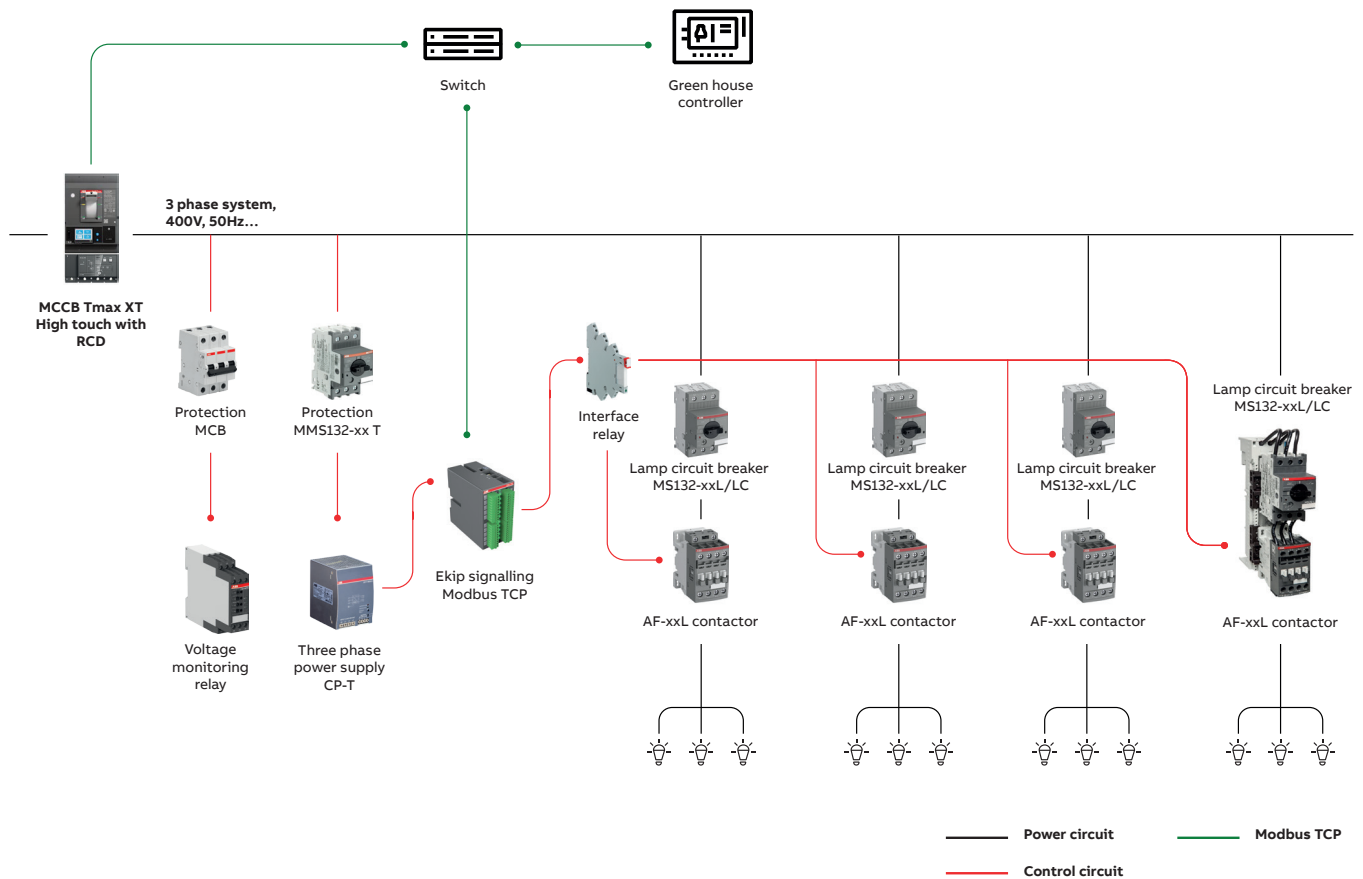 Switch
Green house
controller
3 phase system,
400V, 50Hz...
MCCB Tmax XT
High touch with
RCD
Protection
MCB
Protection
MMS132-xx T
Interface
relay
Lamp circuit breaker
MS132-xxL/LC
Lamp circuit breaker
MS132-xxL/LC
Lamp circuit breaker
MS132-xxL/LC
Lamp circuit breaker
MS132-xxL/LC
Ekip signalling
Modbus TCP
Voltage
monitoring
relay
Three phase
power supply
CP-T
AF-xxL contactor
AF-xxL contactor
AF-xxL contactor
AF-xxL contactor
Power circuit
Modbus TCP
Control circuit